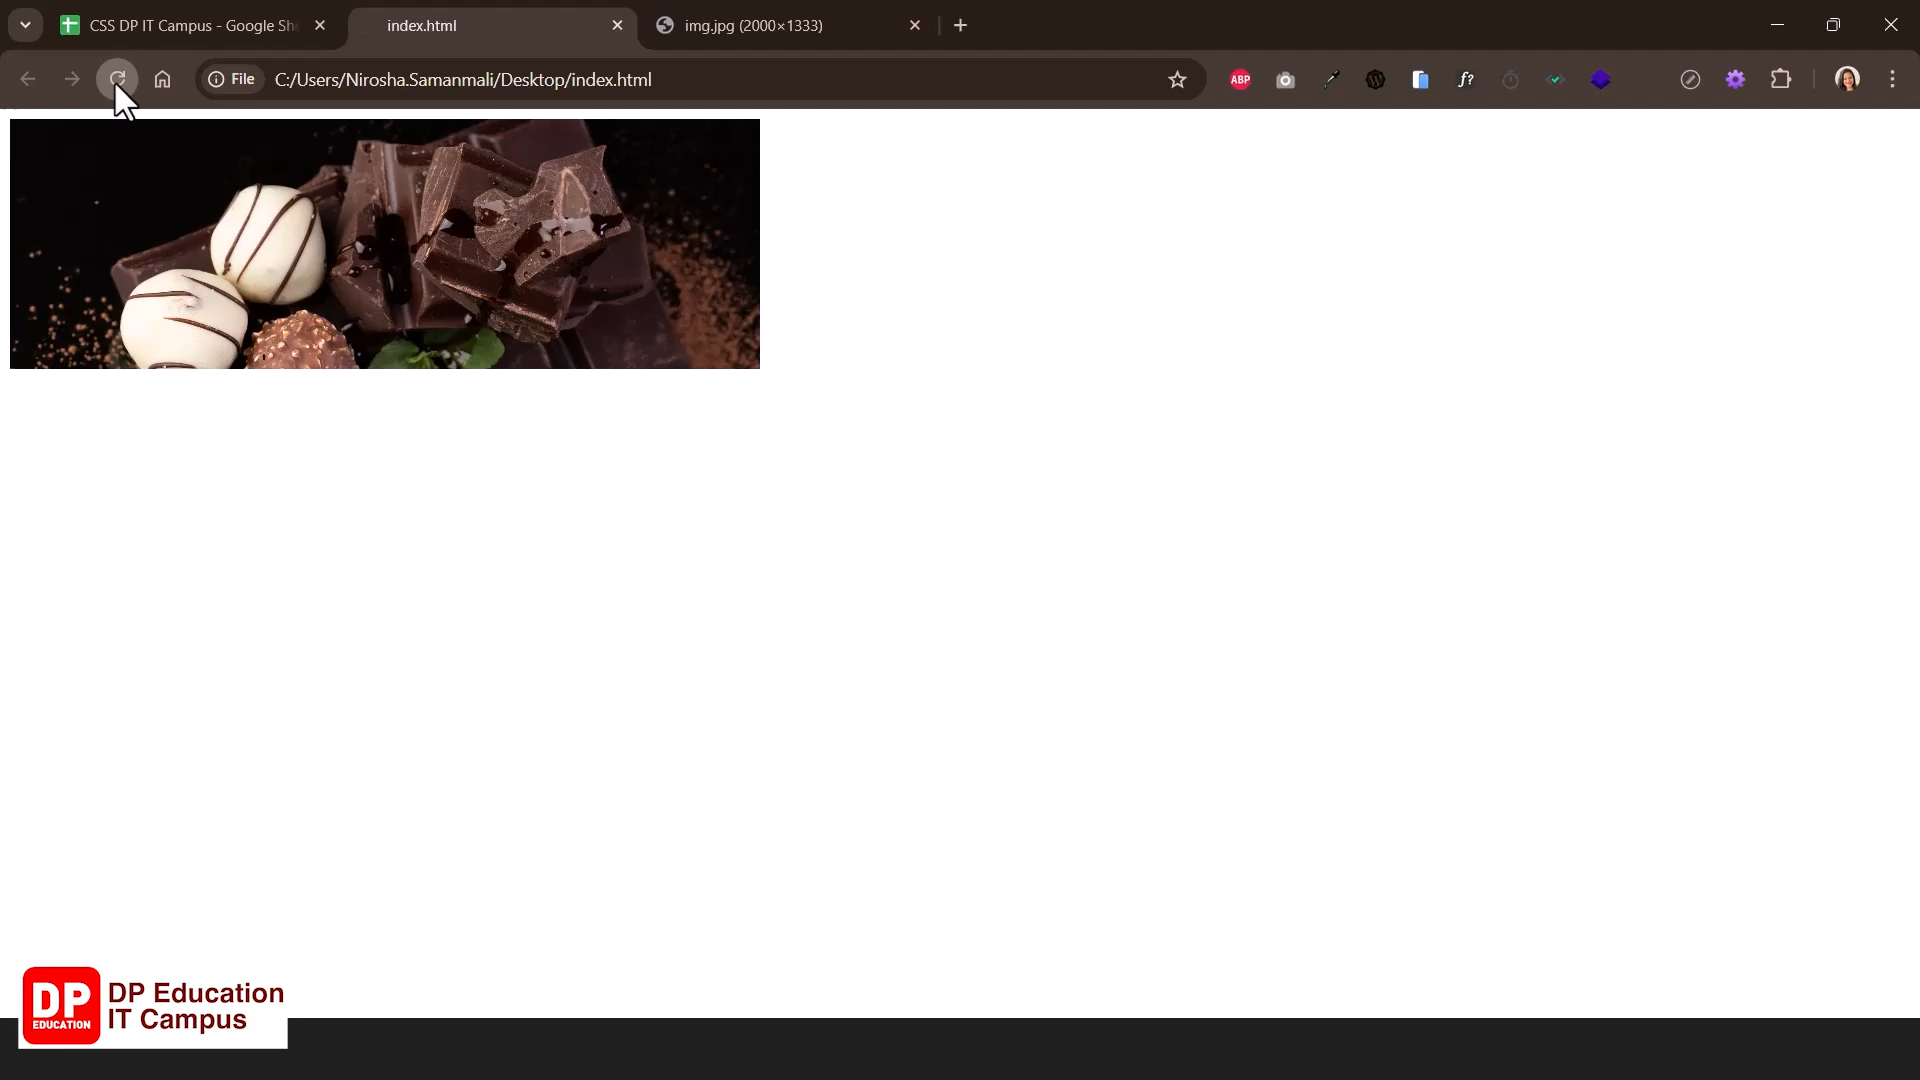 CSS DP IT Campus - Google She
index.html
img.jpg (2000×1333)
File
C:/Users/Nirosha.Samanmali/Desktop/index.html
ABP
f?
DP
EDUCATION
DP Education
IT Campus